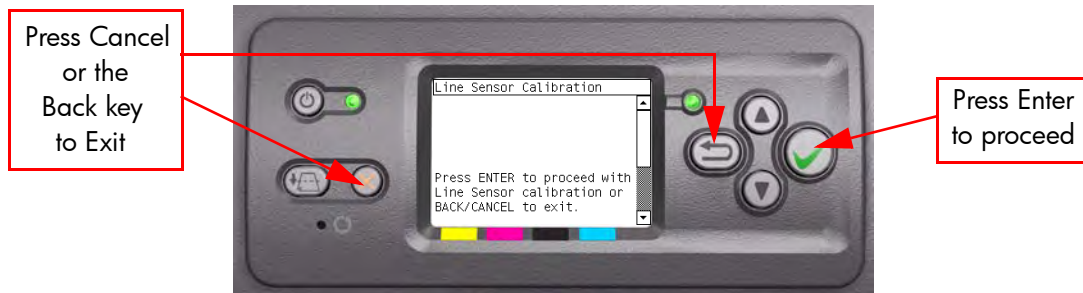 Press Cancel
or the
Back key
to Exit
Line Sensor Calibration
Press ENTER to proceed with
Line Sensor calibration or
BACK/CANCEL to exit.
Press Enter
to proceed